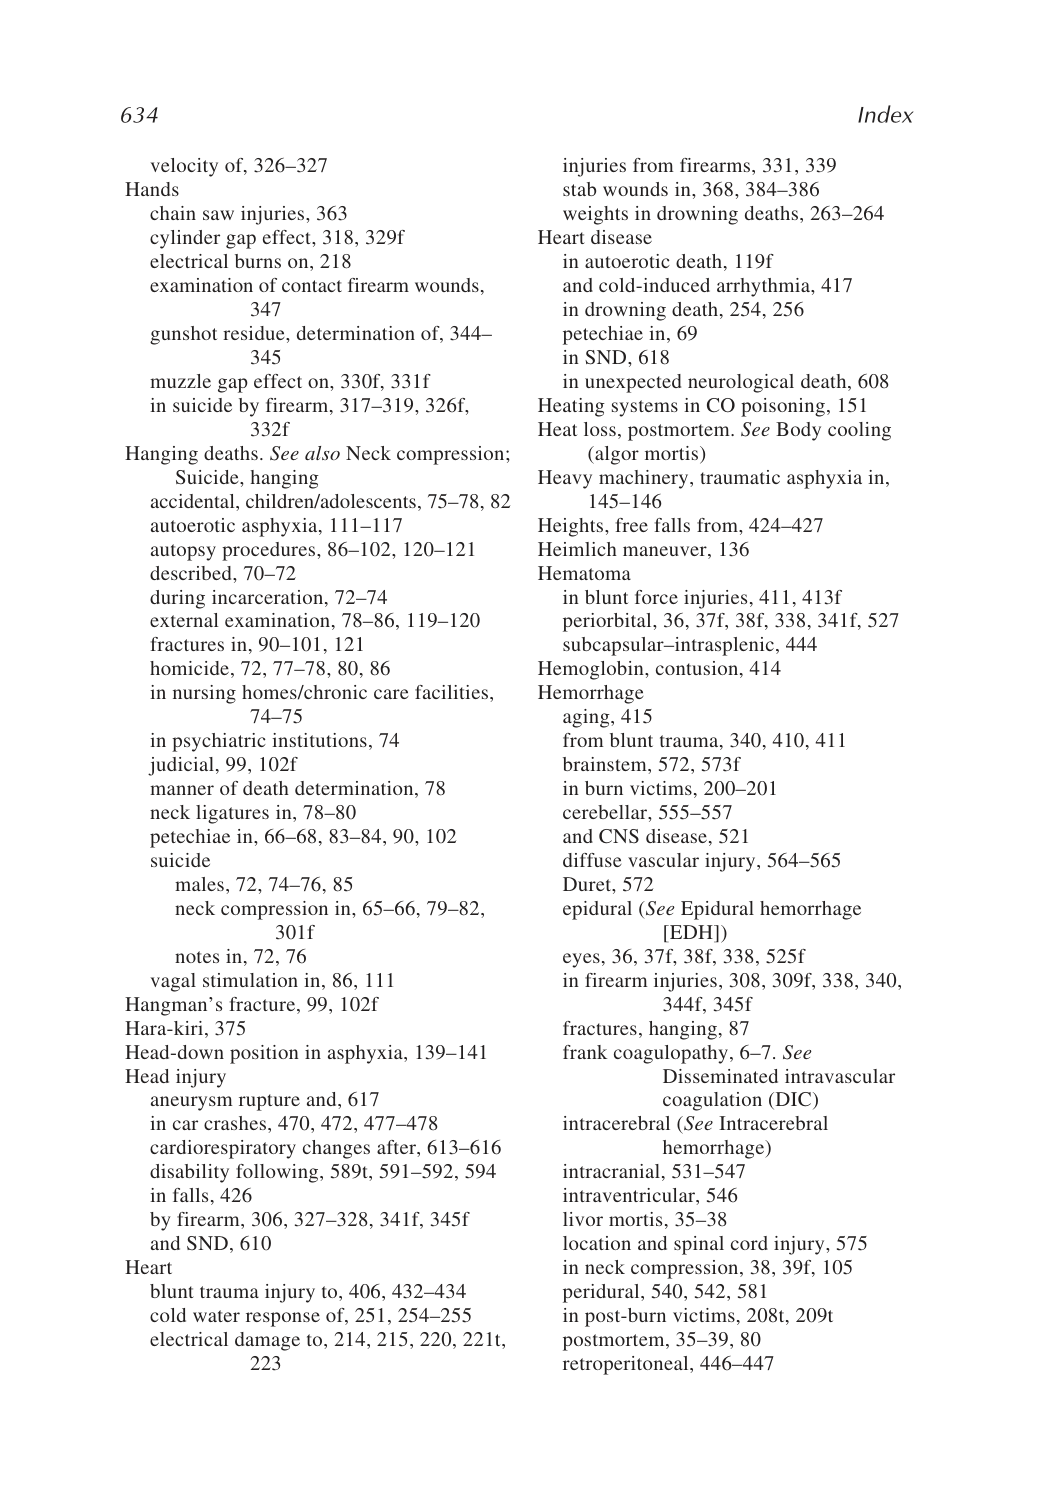 634
Index
velocity of, 326–327
Hands
chain saw injuries, 363
cylinder gap effect, 318, 329f
electrical burns on, 218
examination of contact firearm wounds,
347
gunshot residue, determination of, 344–
345
muzzle gap effect on, 330f, 331f
in suicide by firearm, 317–319, 326f,
332f
Hanging deaths. See also Neck compression;
Suicide, hanging
accidental, children/adolescents, 75–78, 82
autoerotic asphyxia, 111–117
autopsy procedures, 86–102, 120–121
described, 70–72
during incarceration, 72–74
external examination, 78–86, 119–120
fractures in, 90–101, 121
homicide, 72, 77–78, 80, 86
in nursing homes/chronic care facilities,
74–75
in psychiatric institutions, 74
judicial, 99, 102f
manner of death determination, 78
neck ligatures in, 78–80
petechiae in, 66–68, 83–84, 90, 102
suicide
males, 72, 74–76, 85
neck compression in, 65–66, 79–82,
301f
notes in, 72, 76
vagal stimulation in, 86, 111
Hangman's fracture, 99, 102f
Hara-kiri, 375
Head-down position in asphyxia, 139–141
Head injury
aneurysm rupture and, 617
in car crashes, 470, 472, 477–478
cardiorespiratory changes after, 613–616
disability following, 589t, 591–592, 594
in falls, 426
by firearm, 306, 327–328, 341f, 345f
and SND, 610
Heart
blunt trauma injury to, 406, 432–434
cold water response of, 251, 254–255
electrical damage to, 214, 215, 220, 221t,
223
injuries from firearms, 331, 339
stab wounds in, 368, 384–386
weights in drowning deaths, 263–264
Heart disease
in autoerotic death, 119f
and cold-induced arrhythmia, 417
in drowning death, 254, 256
petechiae in, 69
in SND, 618
in unexpected neurological death, 608
Heating systems in CO poisoning, 151
Heat loss, postmortem. See Body cooling
(algor mortis)
Heavy machinery, traumatic asphyxia in,
145–146
Heights, free falls from, 424–427
Heimlich maneuver, 136
Hematoma
in blunt force injuries, 411, 413f
periorbital, 36, 37f, 38f, 338, 341f, 527
subcapsular–intrasplenic, 444
Hemoglobin, contusion, 414
Hemorrhage
aging, 415
from blunt trauma, 340, 410, 411
brainstem, 572, 573f
in burn victims, 200–201
cerebellar, 555–557
and CNS disease, 521
diffuse vascular injury, 564–565
Duret, 572
epidural (See Epidural hemorrhage
[EDH])
eyes, 36, 37f, 38f, 338, 525f
in firearm injuries, 308, 309f, 338, 340,
344f, 345f
fractures, hanging, 87
frank coagulopathy, 6–7. See
Disseminated intravascular
coagulation (DIC)
intracerebral (See Intracerebral
hemorrhage)
intracranial, 531–547
intraventricular, 546
livor mortis, 35–38
location and spinal cord injury, 575
in neck compression, 38, 39f, 105
peridural, 540, 542, 581
in post-burn victims, 208t, 209t
postmortem, 35–39, 80
retroperitoneal, 446–447